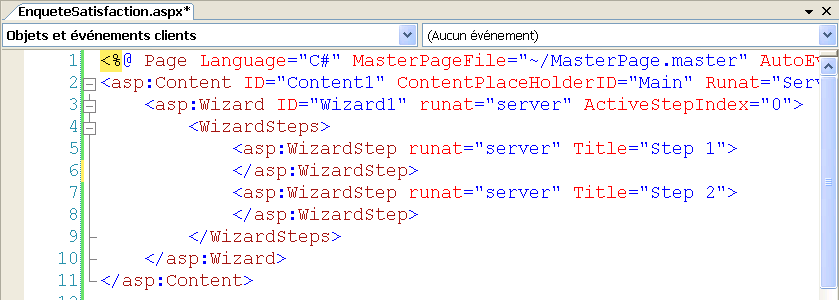 EnqueteSatisfaction.aspx*
Objets et événements clients (Aucun événement)
1 <%@ Page Language="C#" MasterPageFile="~/MasterPage.master"
2 <asp:Content ID="Content1" ContentPlaceHolderID="Main" Runat="Serv
3 <asp:Wizard ID="Wizard1" runat="server" ActiveStepIndex="0">
4 <WizardSteps>
5 <asp:WizardStep runat="server" Title="Step 1">
6 </asp:WizardStep>
7 <asp:WizardStep runat="server" Title="Step 2">
8 </asp:WizardStep>
9 </WizardSteps>
10 </asp:Wizard>
11 </asp:Content>